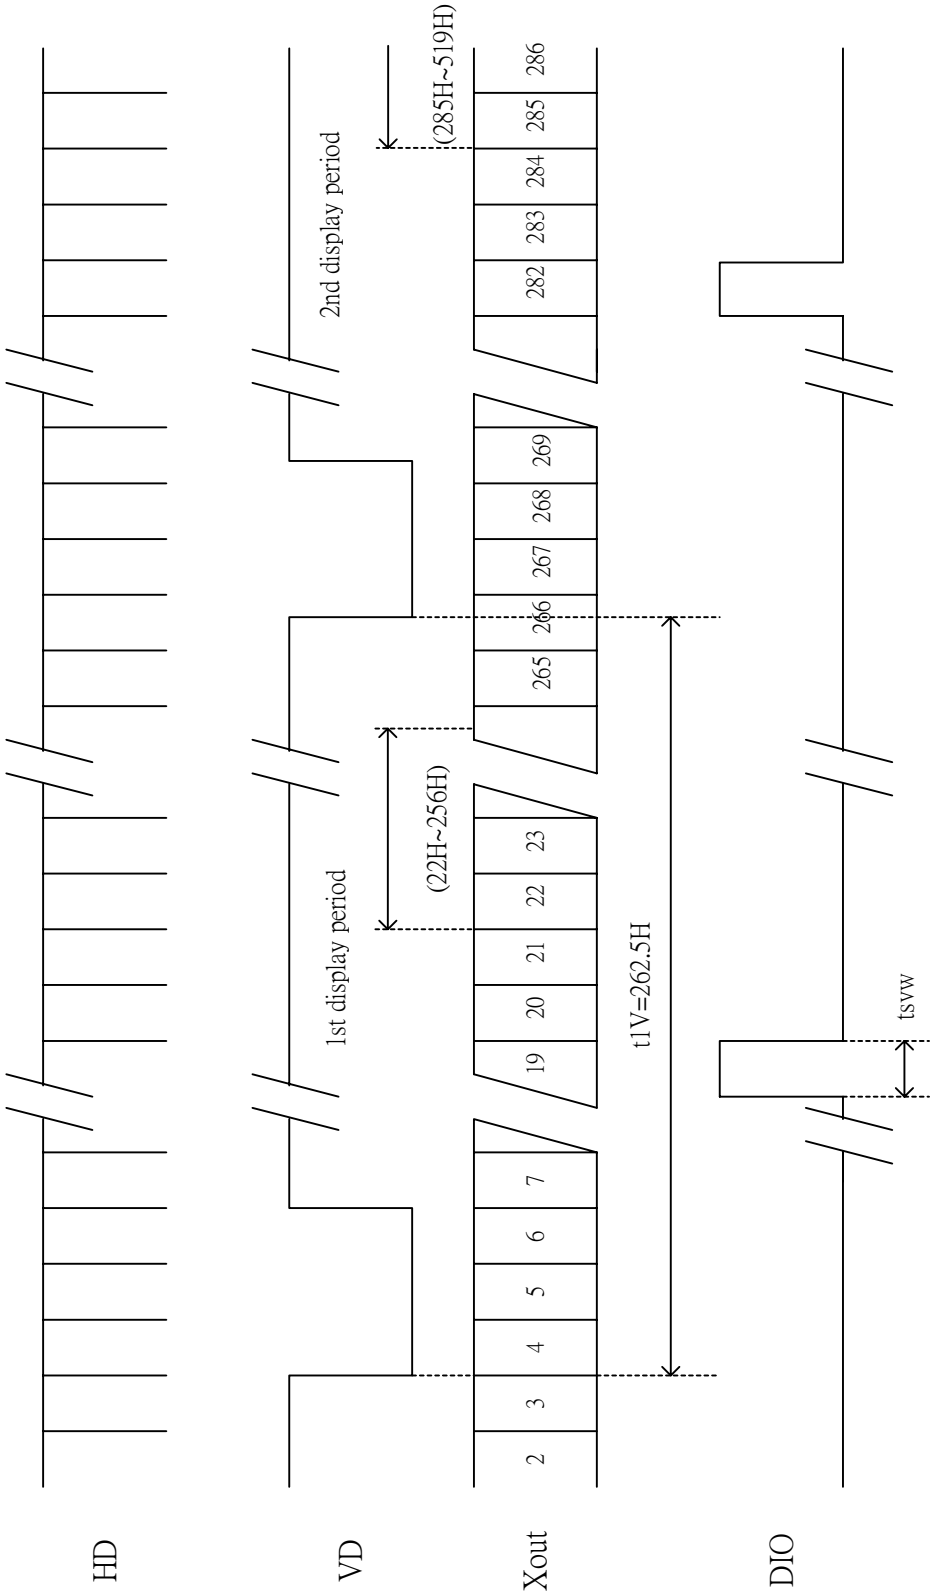 HD
VD
1st display period
2nd display period
(22H~256H)
(285H~519H)
Xout
2 3 4 5 6 7 19 20 21 22 23 265 266 267 268 269 282 283 284 285 286
t1V=262.5H
DIO
tsvw